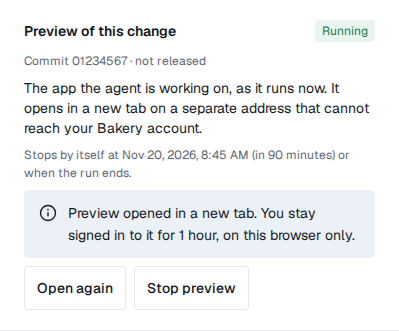 Preview of this change
Running
Commit 01234567 · not released
The app the agent is working on, as it runs now. It
opens in a new tab on a separate address that cannot
reach your Bakery account.
Stops by itself at Nov 20, 2026, 8:45 AM (in 90 minutes) or
when the run ends.
Preview opened in a new tab. You stay
signed in to it for 1 hour, on this browser only.
Open again
Stop preview